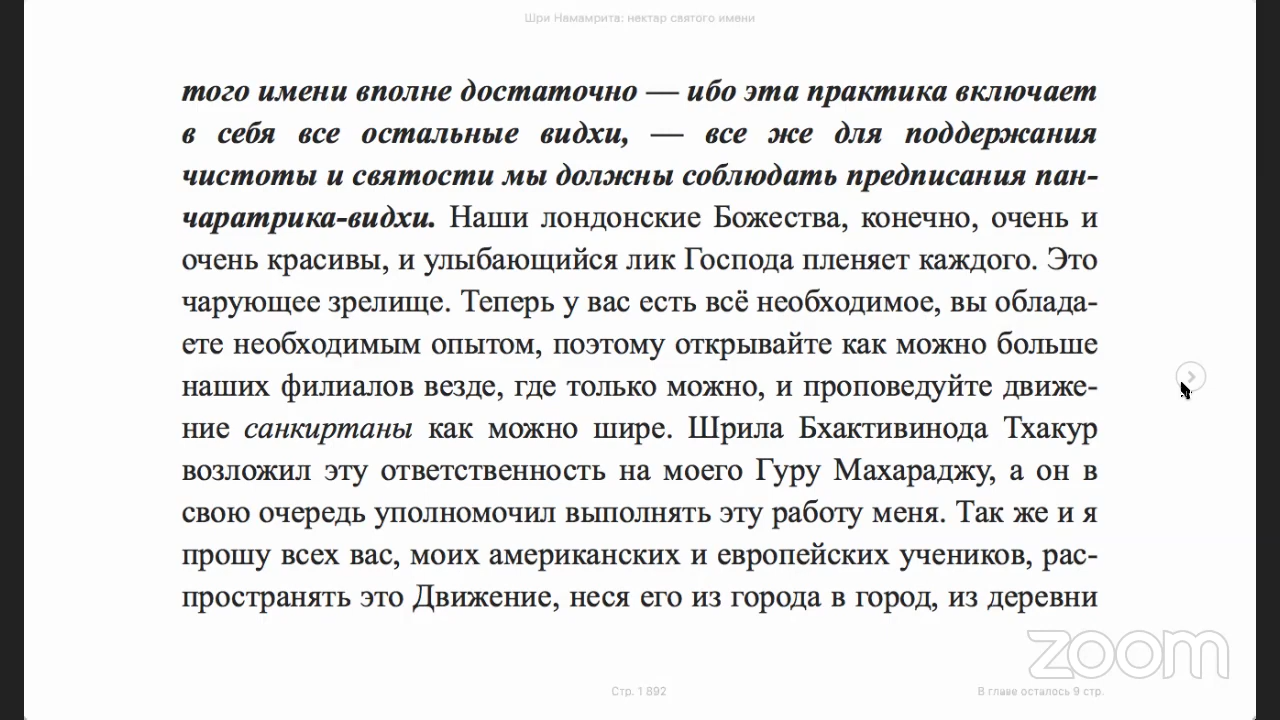 Шри Намамрита: нектар святого имени
того имени вполне достаточно — ибо эта практика включает
в себя все остальные видхи, — все же для поддержания
чистоты и святости мы должны соблюдать предписания пан-
чаратрика-видхи. Наши лондонские Божества, конечно, очень и
очень красивы, и улыбающийся лик Господа пленяет каждого. Это
чарующее зрелище. Теперь у вас есть всё необходимое, вы облада-
ете необходимым опытом, поэтому открывайте как можно больше
наших филиалов везде, где только можно, и проповедуйте движе-
ние санкиртаны как можно шире. Шрила Бхактивинода Тхакур
возложил эту ответственность на моего Гуру Махараджу, а он в
свою очередь уполномочил выполнять эту работу меня. Так же и я
прошу всех вас, моих американских и европейских учеников, рас-
пространять это Движение, неся его из города в город, из деревни
zoom
Стр. 1 892
В главе осталось 9 стр.